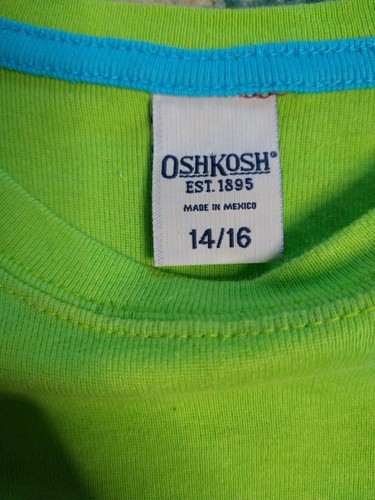 OSHKOSH®
EST. 1895
MADE IN MEXICO
14/16